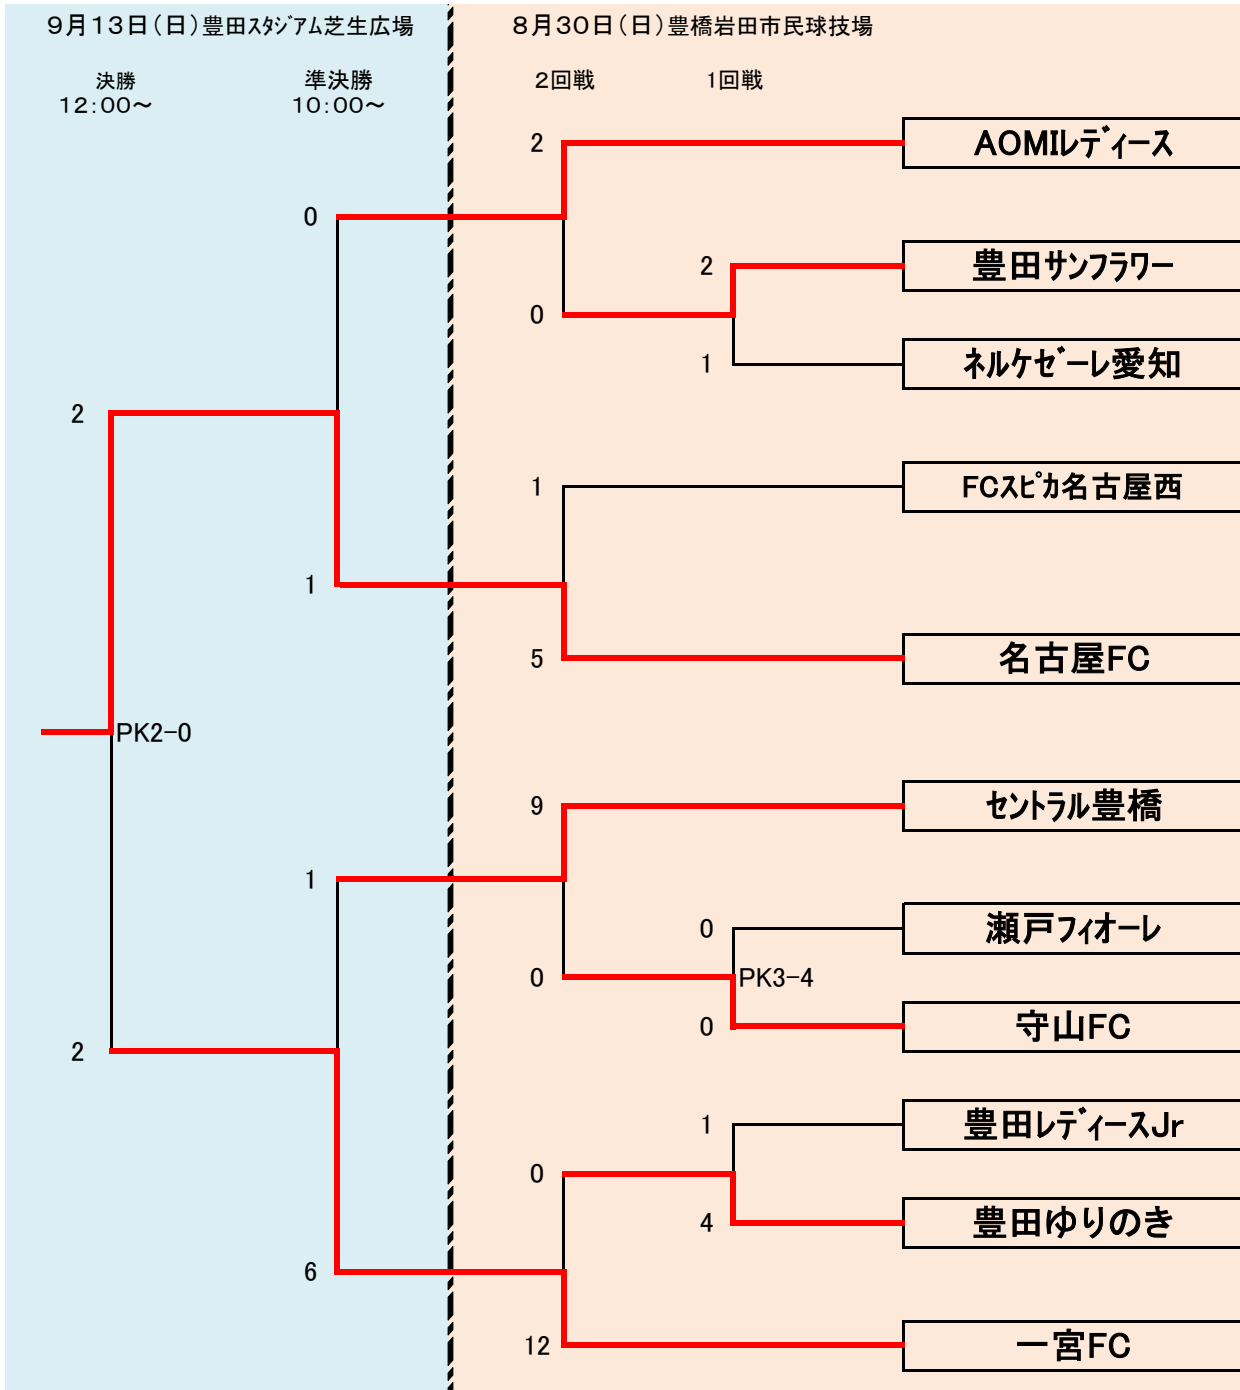 9月13日(日)豊田ｽﾀｼﾞｱﾑ芝生広場
8月30日(日)豊橋岩田市民球技場
決勝
準決勝
2回戦
1回戦
12:00～
10:00～
2
AOMIﾚﾃﾞｨｰｽ
0
2
豊田ｻﾝﾌﾗﾜｰ
0
1
ﾈﾙｹｾﾞｰﾚ愛知
2
1
FCｽﾋﾟｶ名古屋西
1
5
名古屋FC
PK2-0
9
ｾﾝﾄﾗﾙ豊橋
1
0
瀬戸ﾌｨｵｰﾚ
0
PK3-4
0
守山FC
2
1
豊田ﾚﾃﾞｨｰｽJr
0
4
豊田ゆりのき
6
12
一宮FC